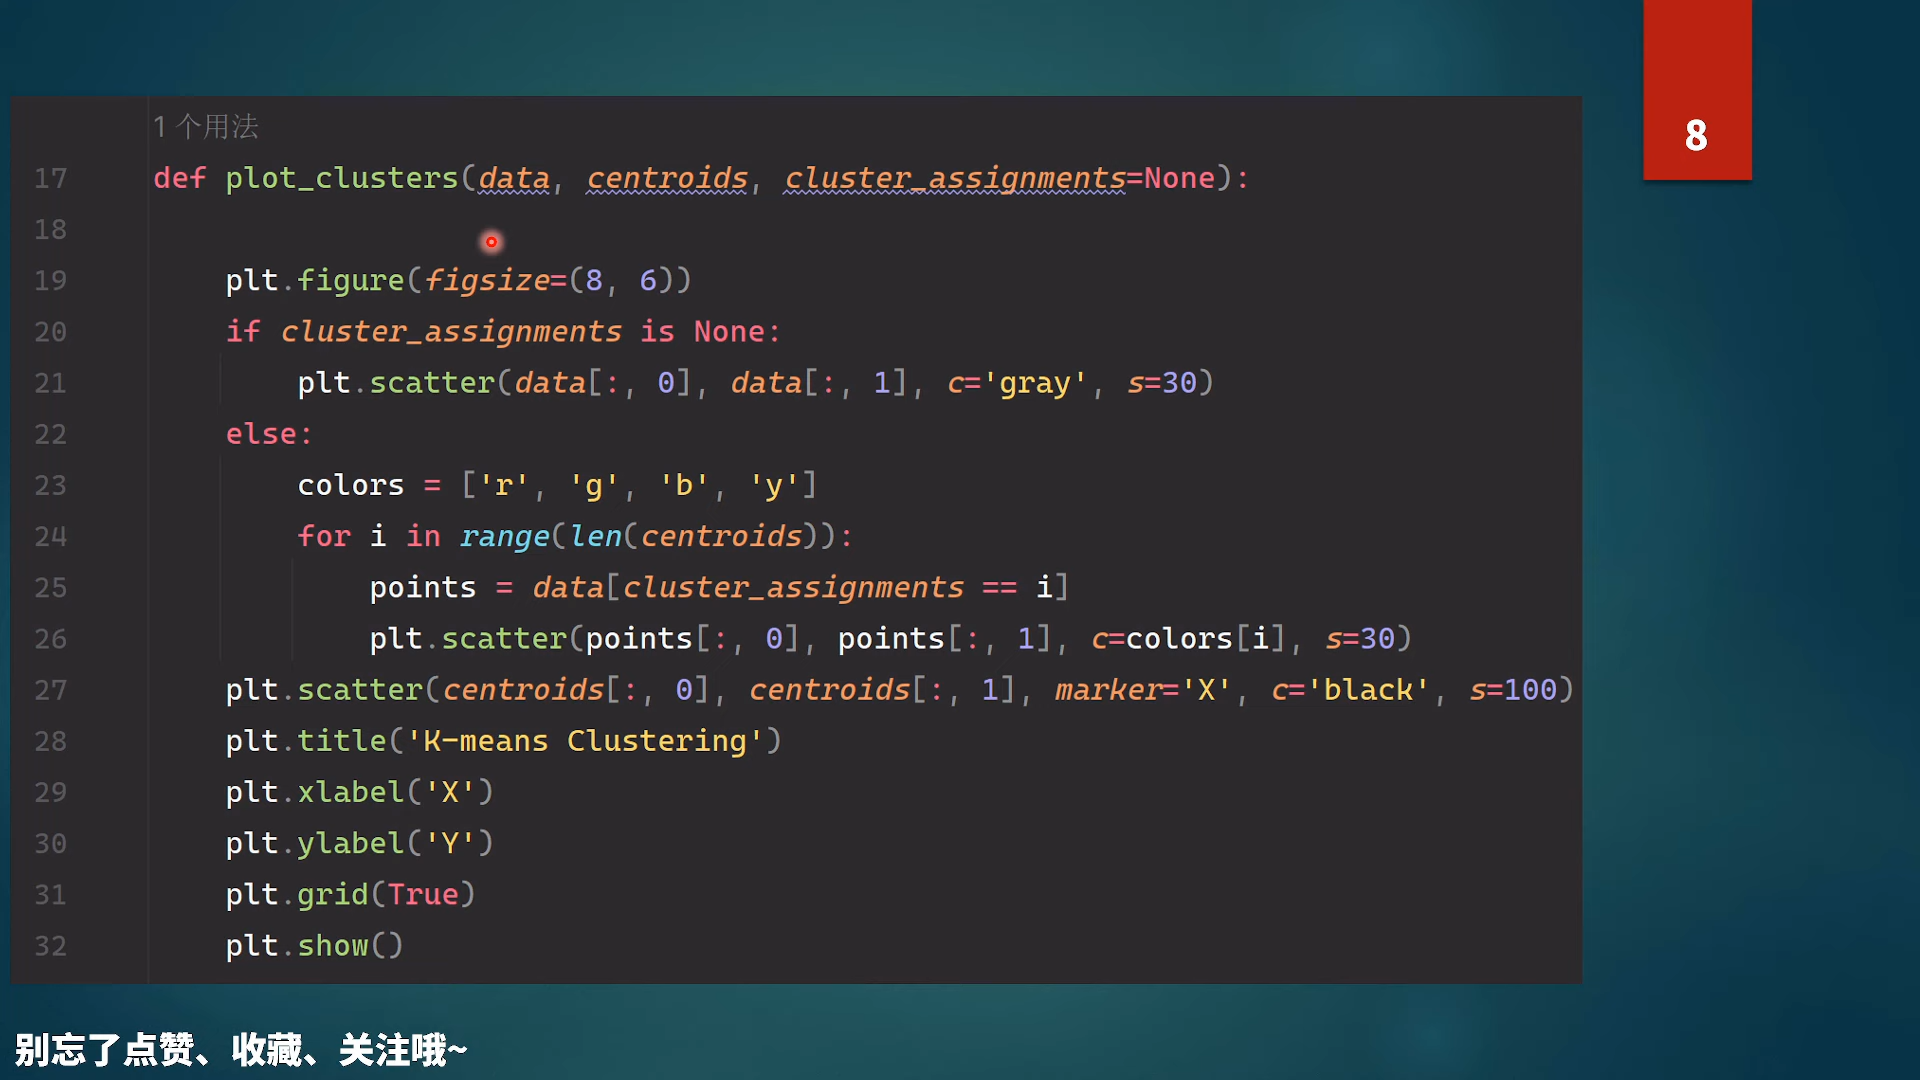 8
1 个用法
17 def plot_clusters(data, centroids, cluster_assignments=None):
18
19 plt.figure(figsize=(8, 6))
20 if cluster_assignments is None:
21 plt.scatter(data[:, 0], data[:, 1], c='gray', s=30)
22 else:
23 colors = ['r', 'g', 'b', 'y']
24 for i in range(len(centroids)):
25 points = data[cluster_assignments == i]
26 plt.scatter(points[:, 0], points[:, 1], c=colors[i], s=30)
27 plt.scatter(centroids[:, 0], centroids[:, 1], marker='X', c='black', s=100)
28 plt.title('K-means Clustering')
29 plt.xlabel('X')
30 plt.ylabel('Y')
31 plt.grid(True)
32 plt.show()
别忘了点赞、收藏、关注哦~